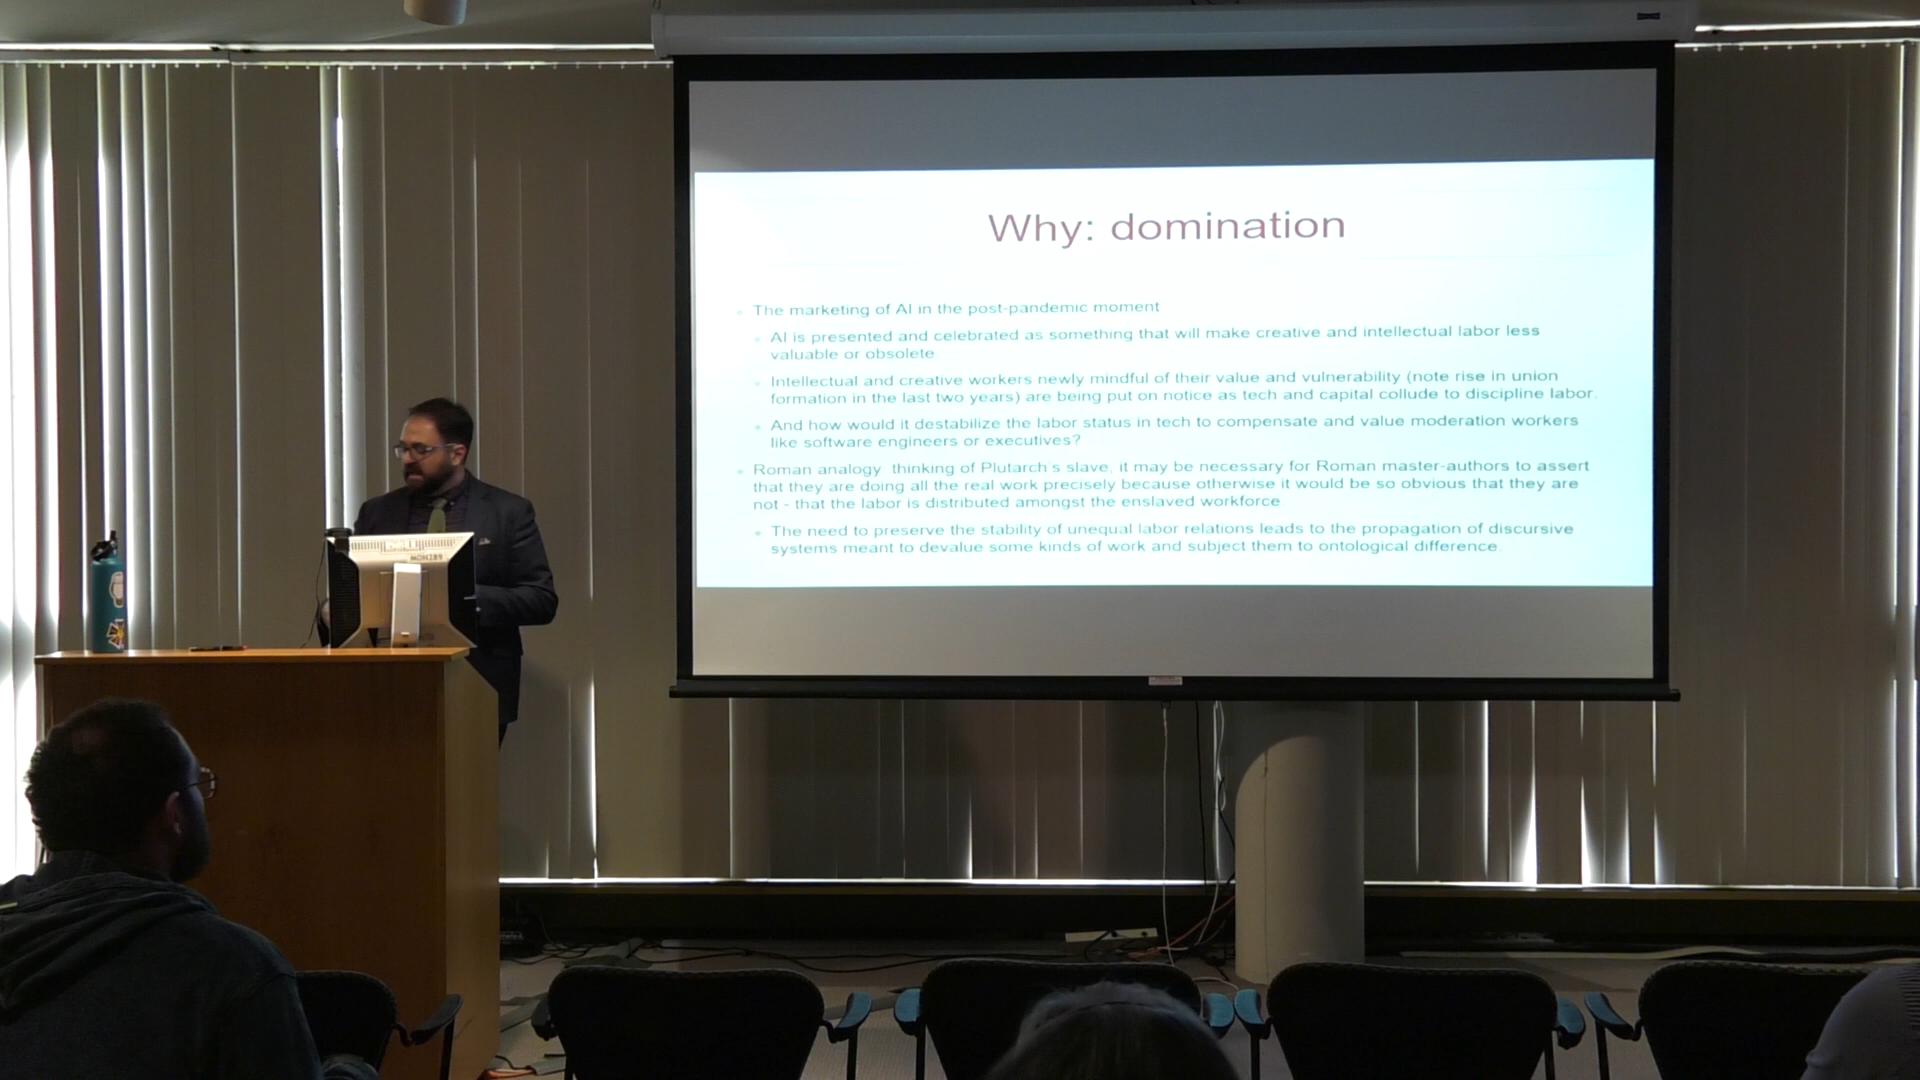 Why: domination
The marketing of AI in the post-pandemic moment
AI is presented and celebrated as something that will make creative and intellectual labor less
valuable or obsolete
Intellectual and creative workers newly mindful of their value and vulnerability (note rise in union
formation in the last two years) are being put on notice as tech and capital collude to discipline labor.
And how would it destabilize the labor status in tech to compensate and value moderation workers
like software engineers or executives?
Roman analogy thinking of Plutarch's slave, it may be necessary for Roman master-authors to assert
that they are doing all the real work precisely because otherwise it would be so obvious that they are
not - that the labor is distributed amongst the enslaved workforce
The need to preserve the stability of unequal labor relations leads to the propagation of discursive
systems meant to devalue some kinds of work and subject them to ontological difference.